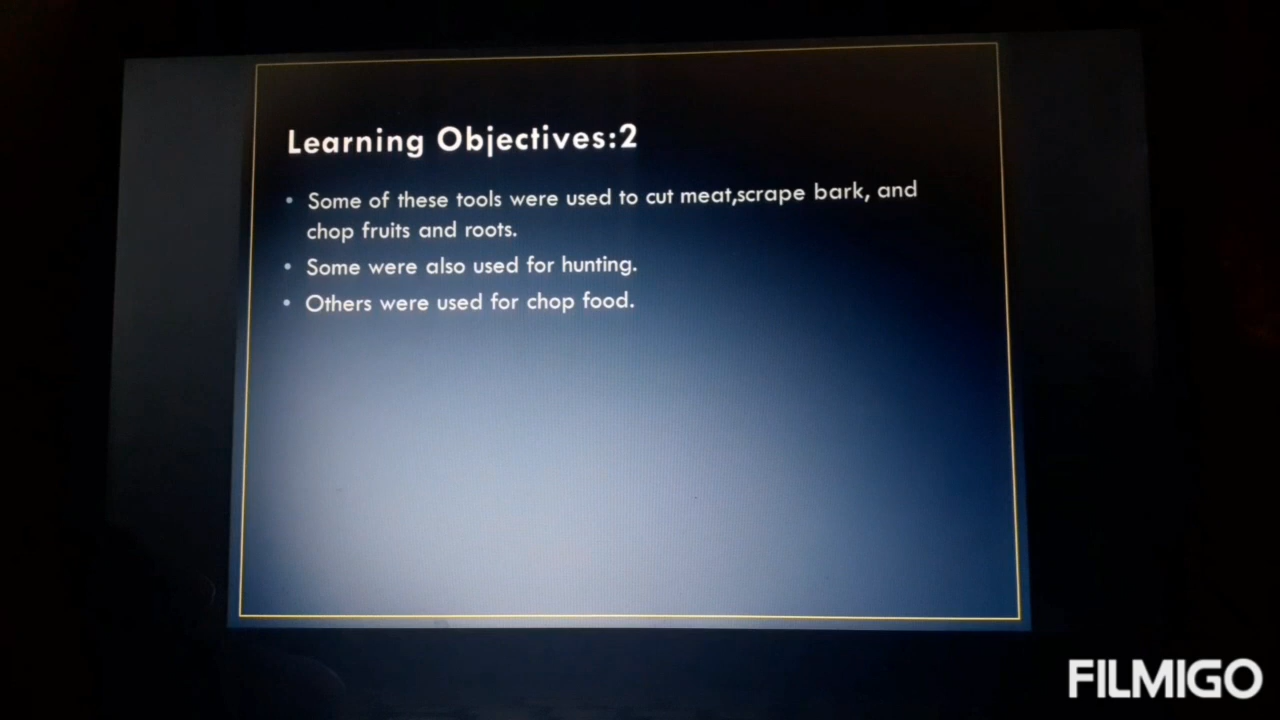 Learning Objectives:2
• Some of these tools were used to cut meat,scrape bark, and
chop fruits and roots.
• Some were also used for hunting.
• Others were used for chop food.
FILMIGO